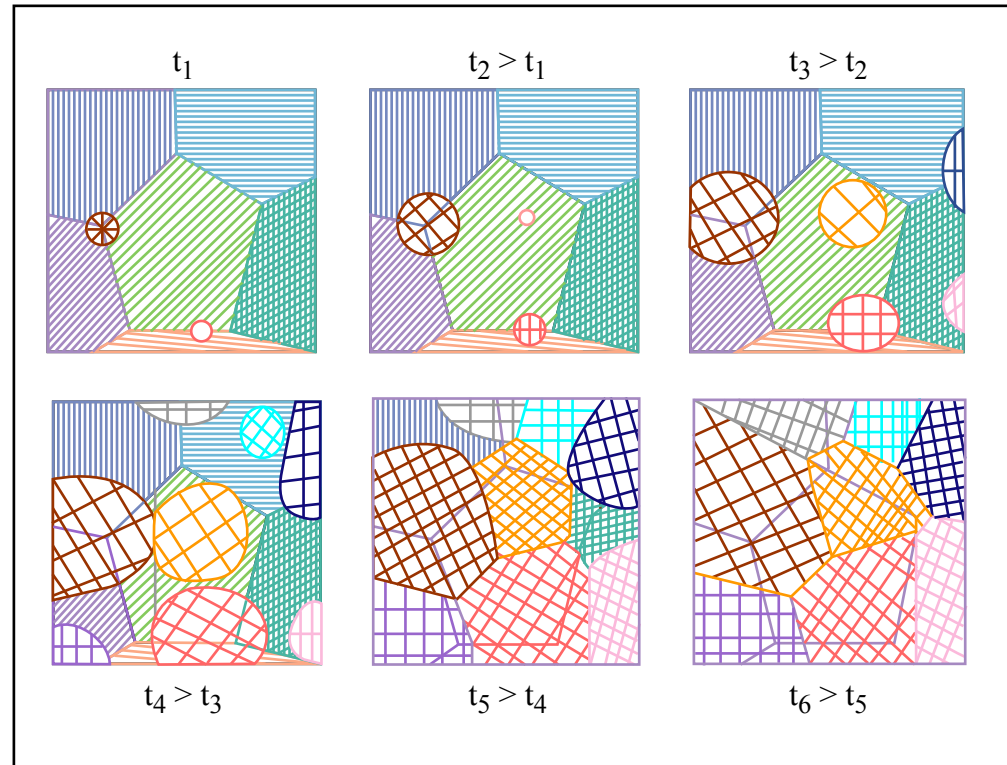 t₁
t₂ > t₁
t₃ > t₂
t₄ > t₃
t₅ > t₄
t₆ > t₅